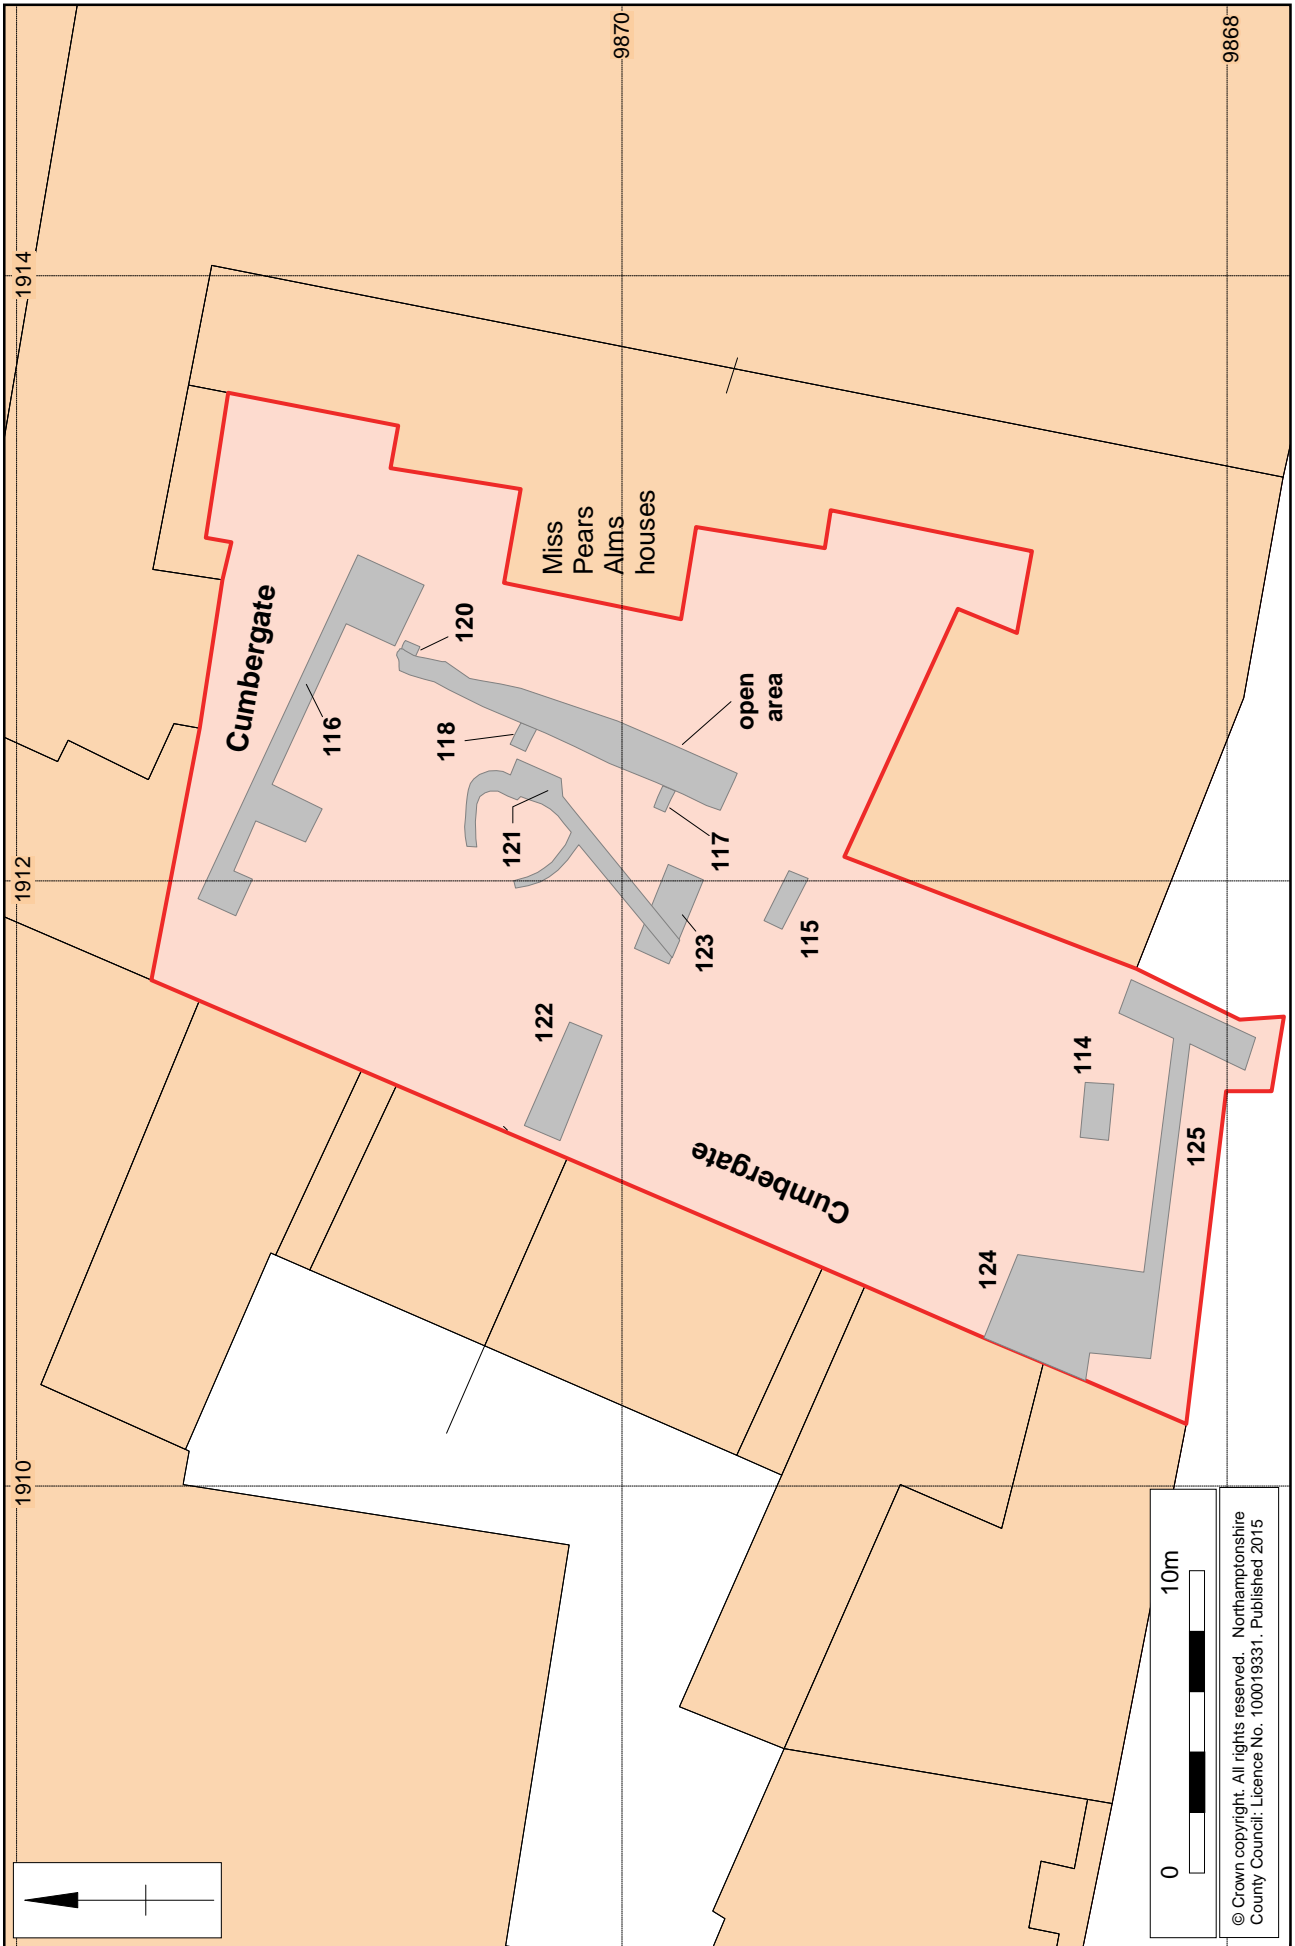 1910
1912
1914
9870
9868
Cumbergate
116
120
118
121
Miss
Pears
Alms
houses
open
area
117
123
115
122
Cumbergate
114
124
125
0
10m
© Crown copyright. All rights reserved. Northamptonshire
County Council: Licence No. 100019331. Published 2015